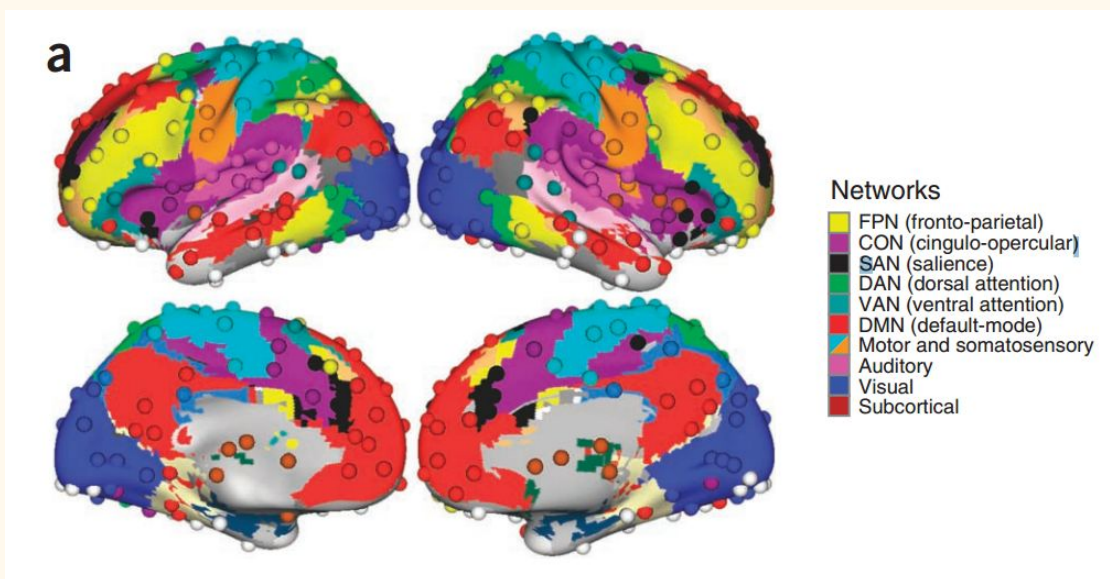 a
Networks
FPN (fronto-parietal)
CON (cingulo-opercular)
SAN (salience)
DAN (dorsal attention)
VAN (ventral attention)
DMN (default-mode)
Motor and somatosensory
Auditory
Visual
Subcortical